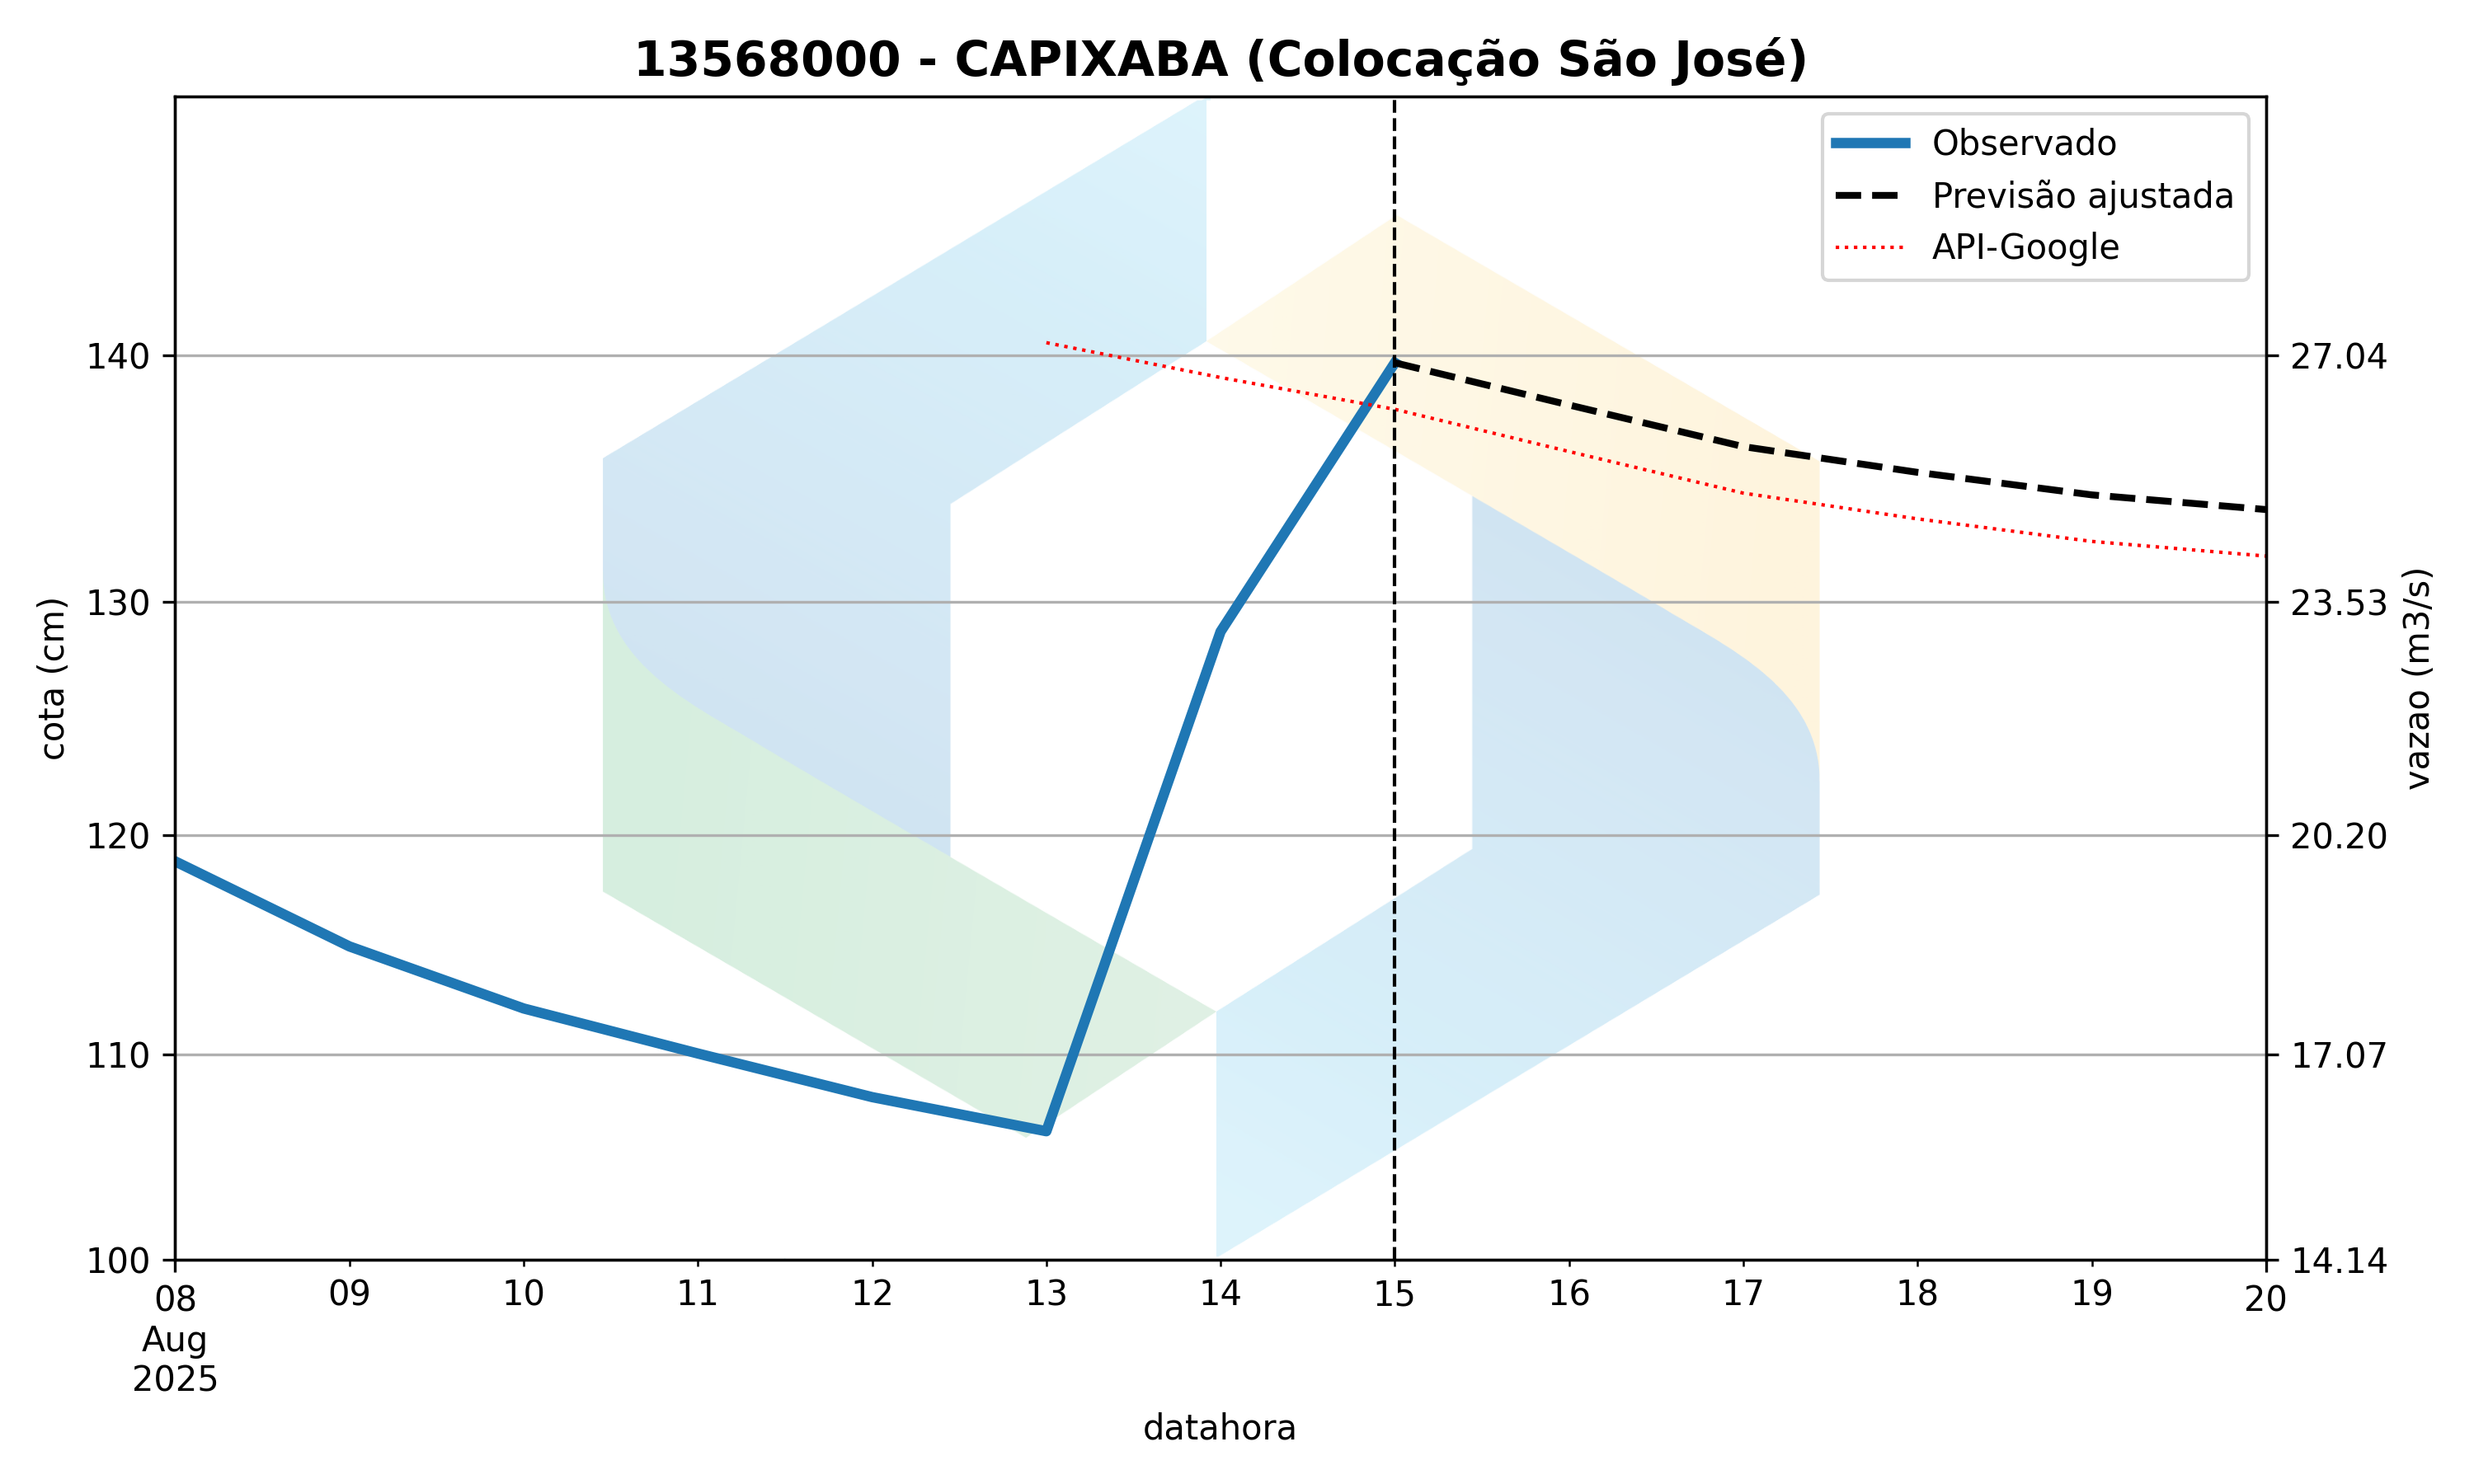 13568000 - CAPIXABA (Colocação São José)
Observado
Previsão ajustada
API-Google
140
130
120
110
100
cota (cm)
27.04
23.53
20.20
17.07
14.14
vazao (m3/s)
08 09 10 11 12 13 14 15 16 17 18 19 20
Aug
2025
datahora